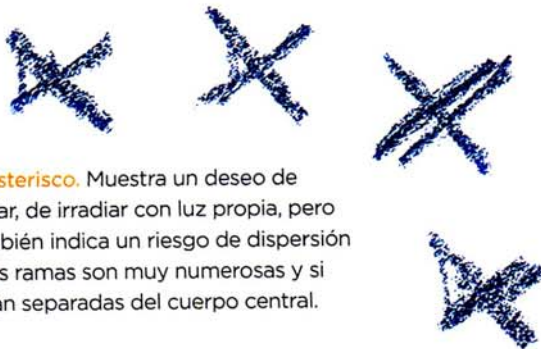 sterisco. Muestra un deseo de
ar, de irradiar con luz propia, pero
bién indica un riesgo de dispersión
s ramas son muy numerosas y si
an separadas del cuerpo central.